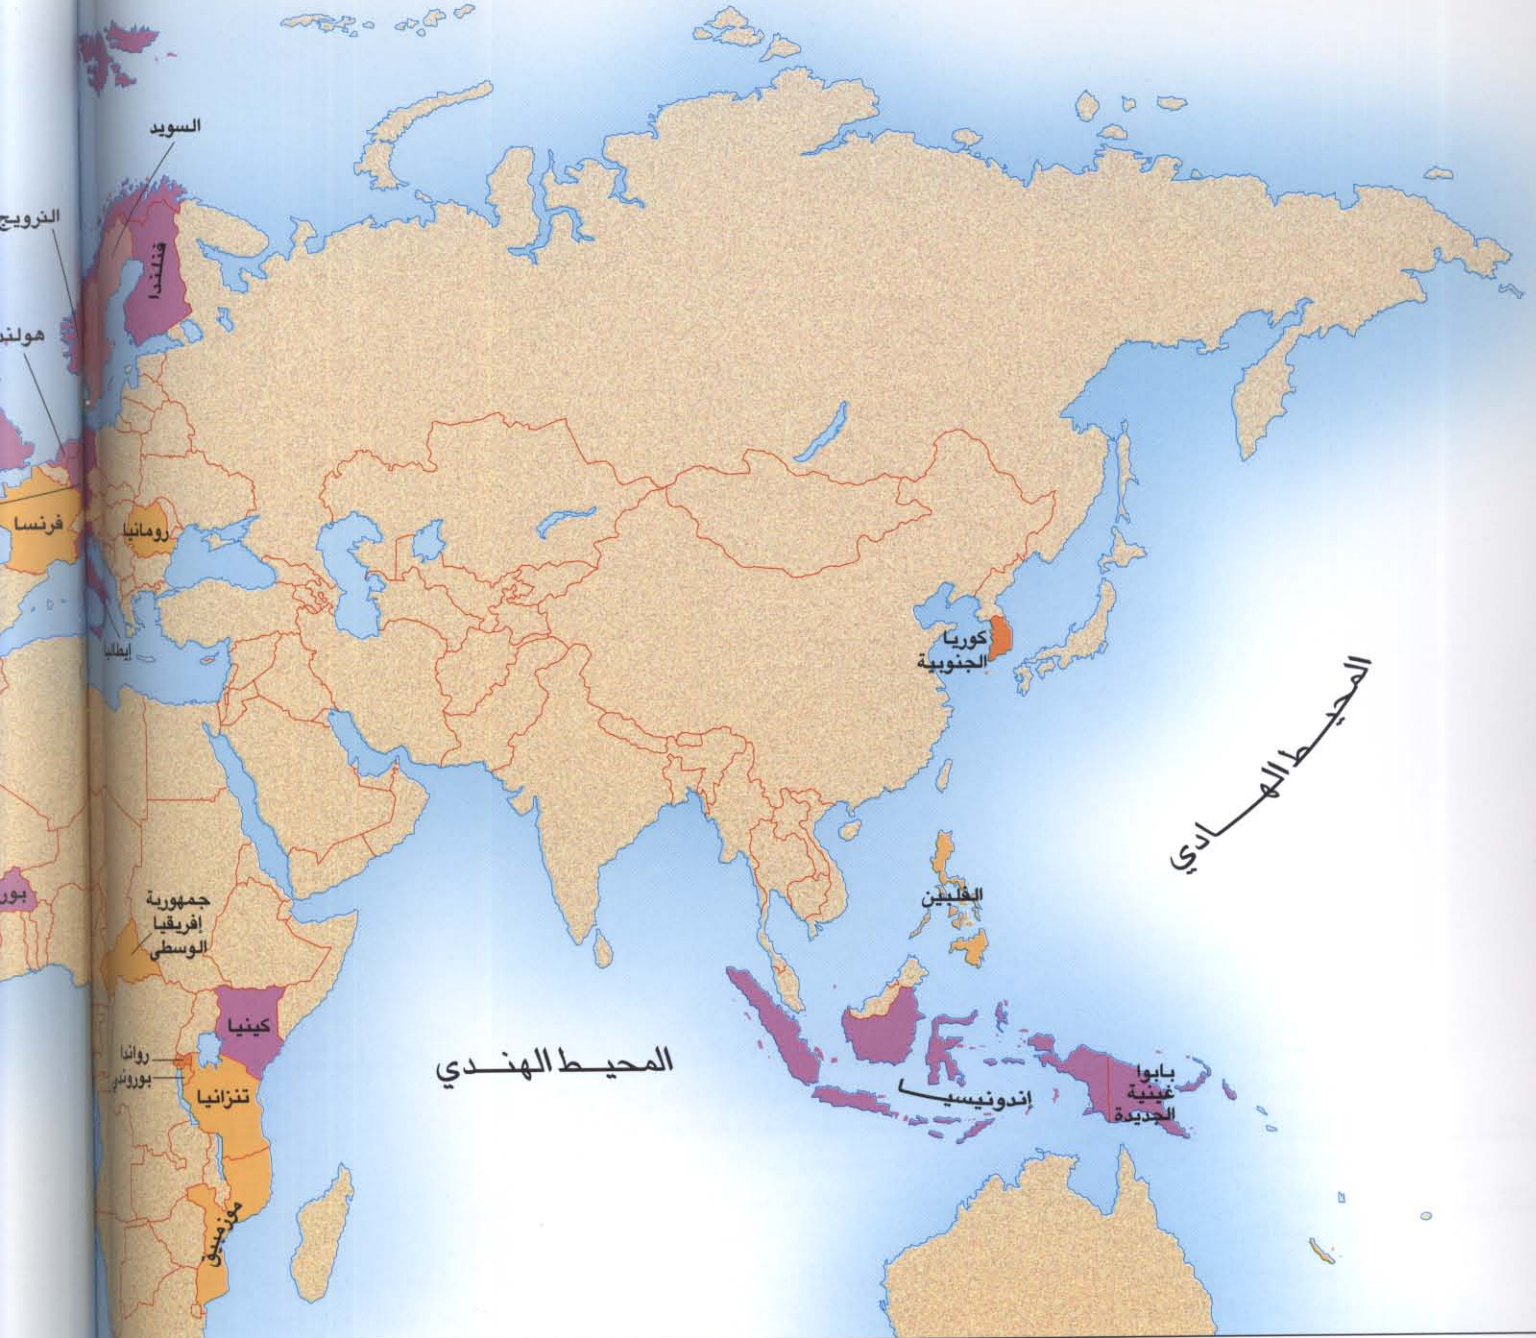 السويد
النرويج
فنلندا
فرنسا
رومانيا
إيطاليا
كوريا
الجنوبية
المحيط الهادي
الفلبين
جمهورية
إفريقيا
الوسطى
كينيا
رواندا
بوروندي
تنزانيا
المحيط الهندي
إندونيسيا
بابوا
غينية
الجديدة
موزمبيق